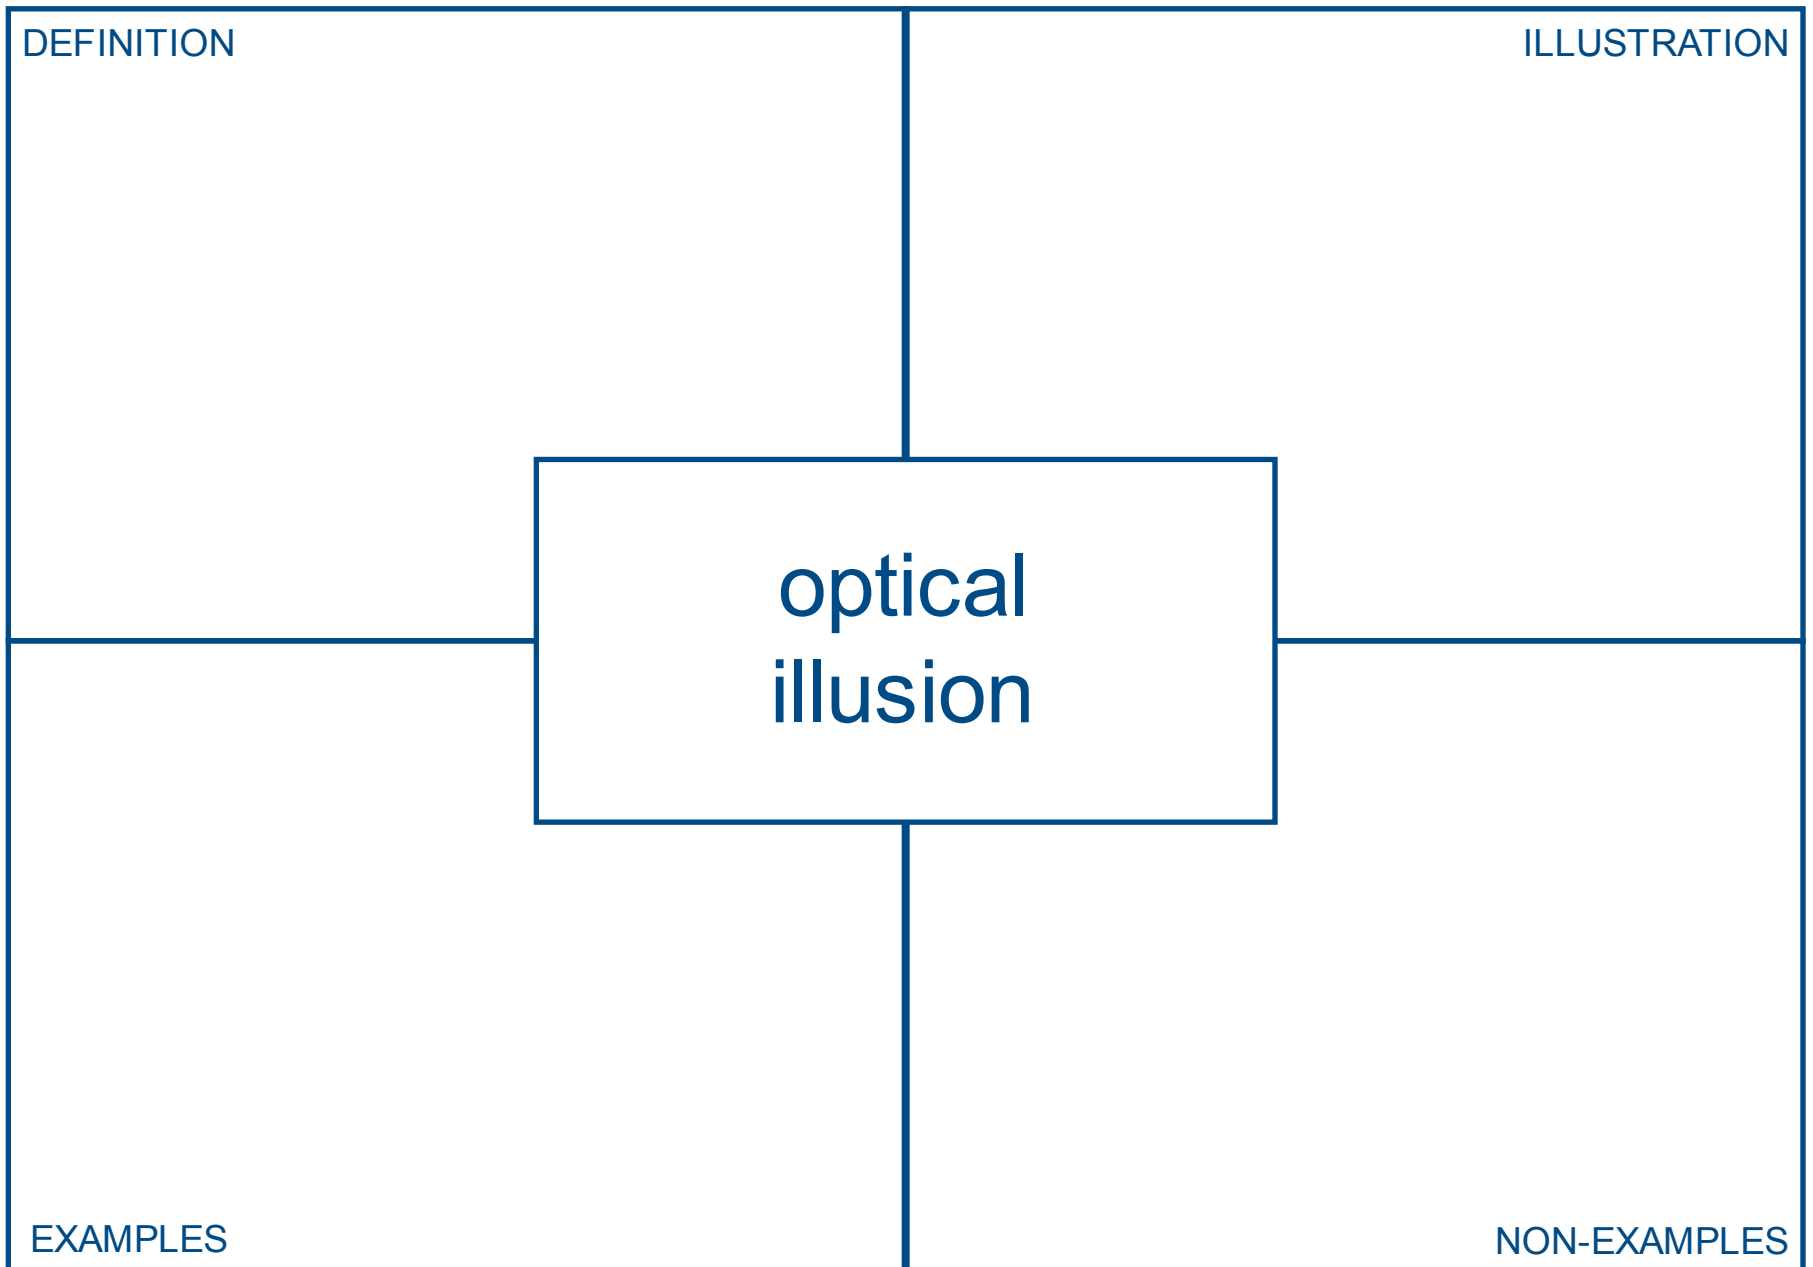 DEFINITION
ILLUSTRATION
optical
illusion
EXAMPLES
NON-EXAMPLES